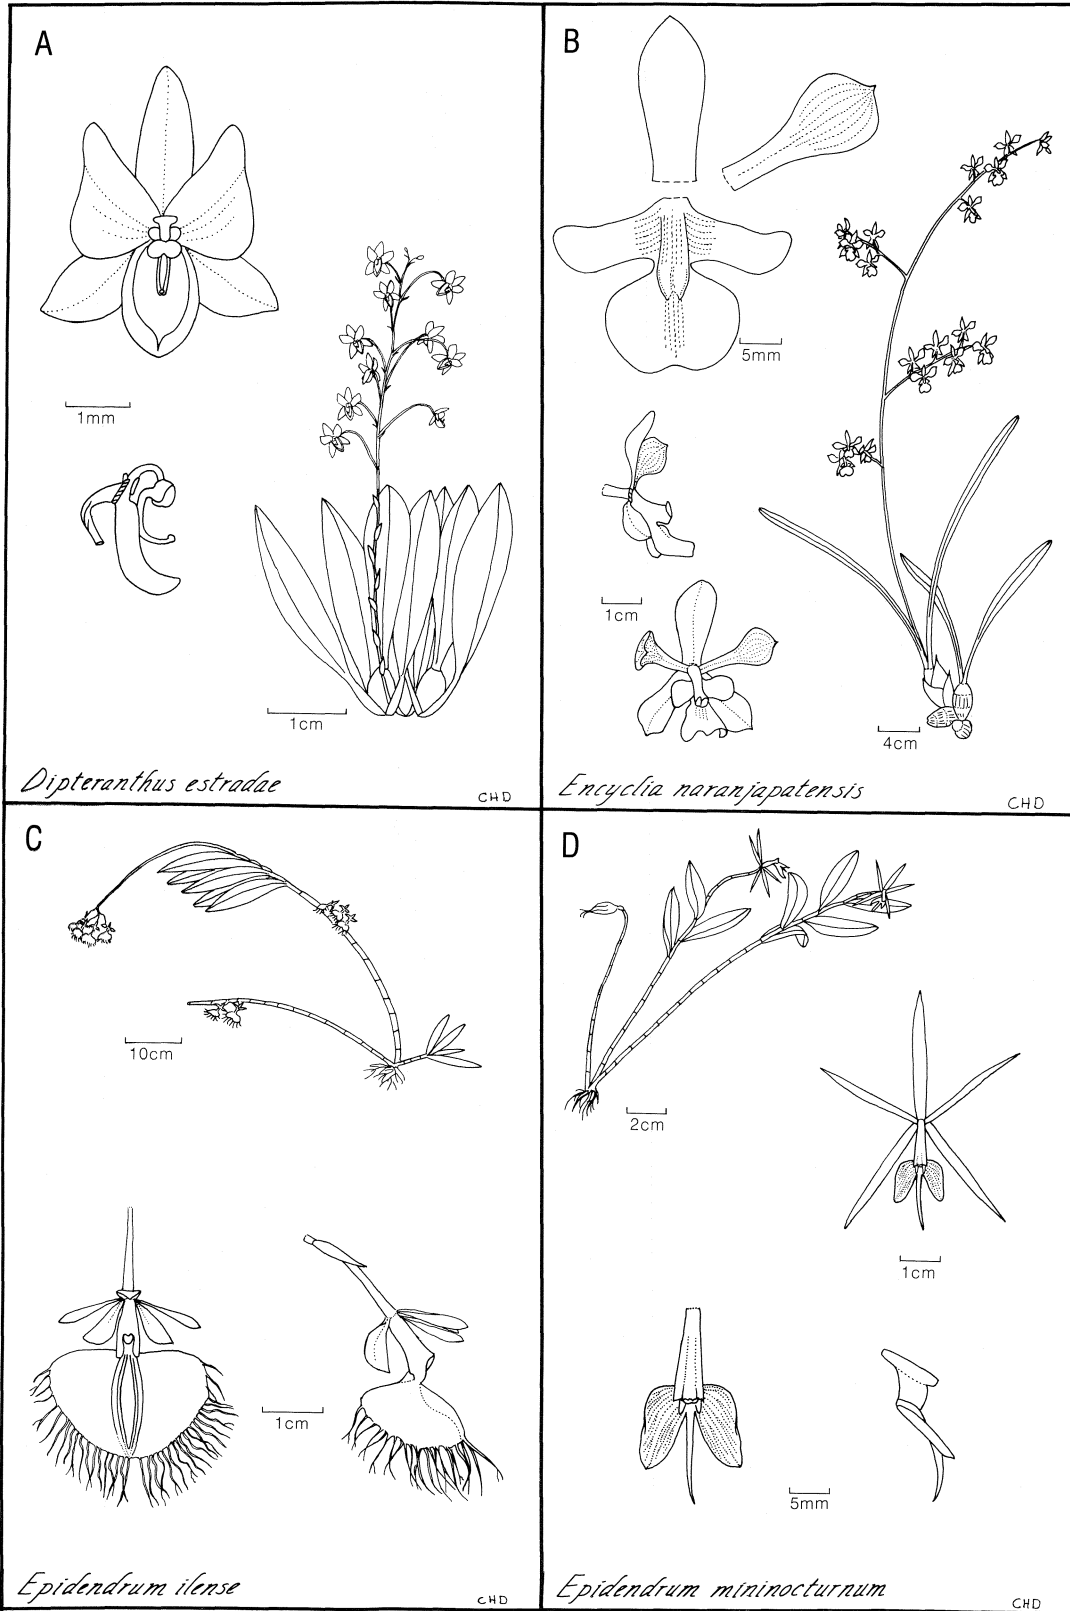 A
1mm
1cm
Dipteranthus estradae
CHD
B
5mm
1cm
4cm
Encyclia naranjapatensis
CHD
C
10cm
1cm
Epidendrum ilense
CHD
D
2cm
1cm
5mm
Epidendrum mininocturnum
CHD